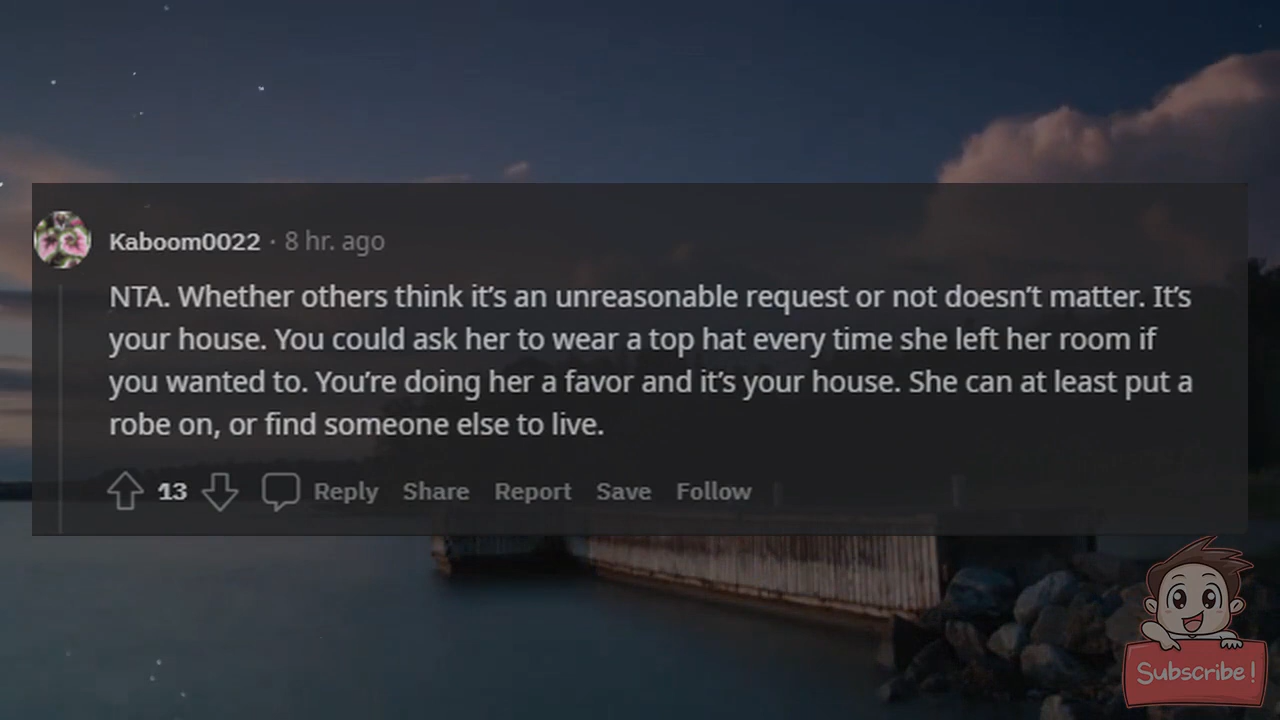 Kaboom0022 · 8 hr. ago
NTA. Whether others think it’s an unreasonable request or not doesn’t matter. It’s
your house. You could ask her to wear a top hat every time she left her room if
you wanted to. You’re doing her a favor and it’s your house. She can at least put a
robe on, or find someone else to live.
13 Reply Share Report Save Follow
Subscribe!